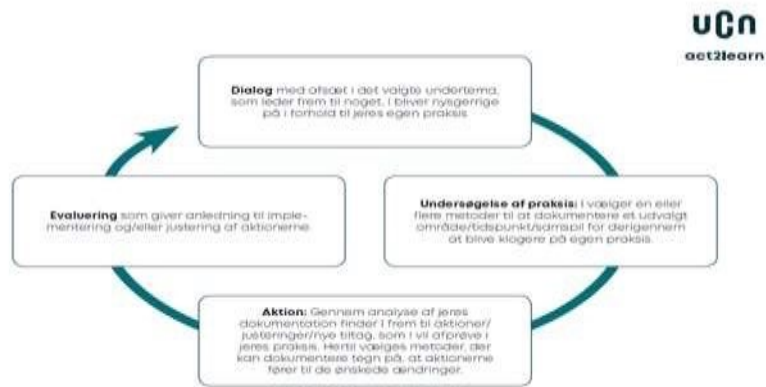 ucn
act2learn
Dialog med afsæt i det valgte undertema,
som leder frem til noget, I bliver nysgerrige
på i forhold til jeres egen praksis
Evaluering som giver anledning til imple-
mentering og/eller justering af aktionerne
Undersøgelse af praksis: I vælger én eller
flere metoder til at dokumentere et udvalgt
område/tidspunkt/samspil for derigennem
at blive klogere på egen praksis.
Aktion: Gennem analyse af jeres
dokumentation finder I frem til aktioner/
justeringer/nye tiltag, som I vil afprøve i
jeres praksis. Hertil vælges metoder, der
kan dokumentere tegn på, at aktionerne
fører til de ønskede ændringer.